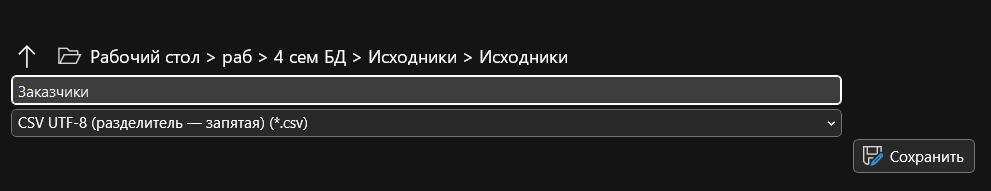 Рабочий стол > раб > 4 сем БД > Исходники > Исходники
Заказчики
CSV UTF-8 (разделитель — запятая) (*.csv)
Сохранить